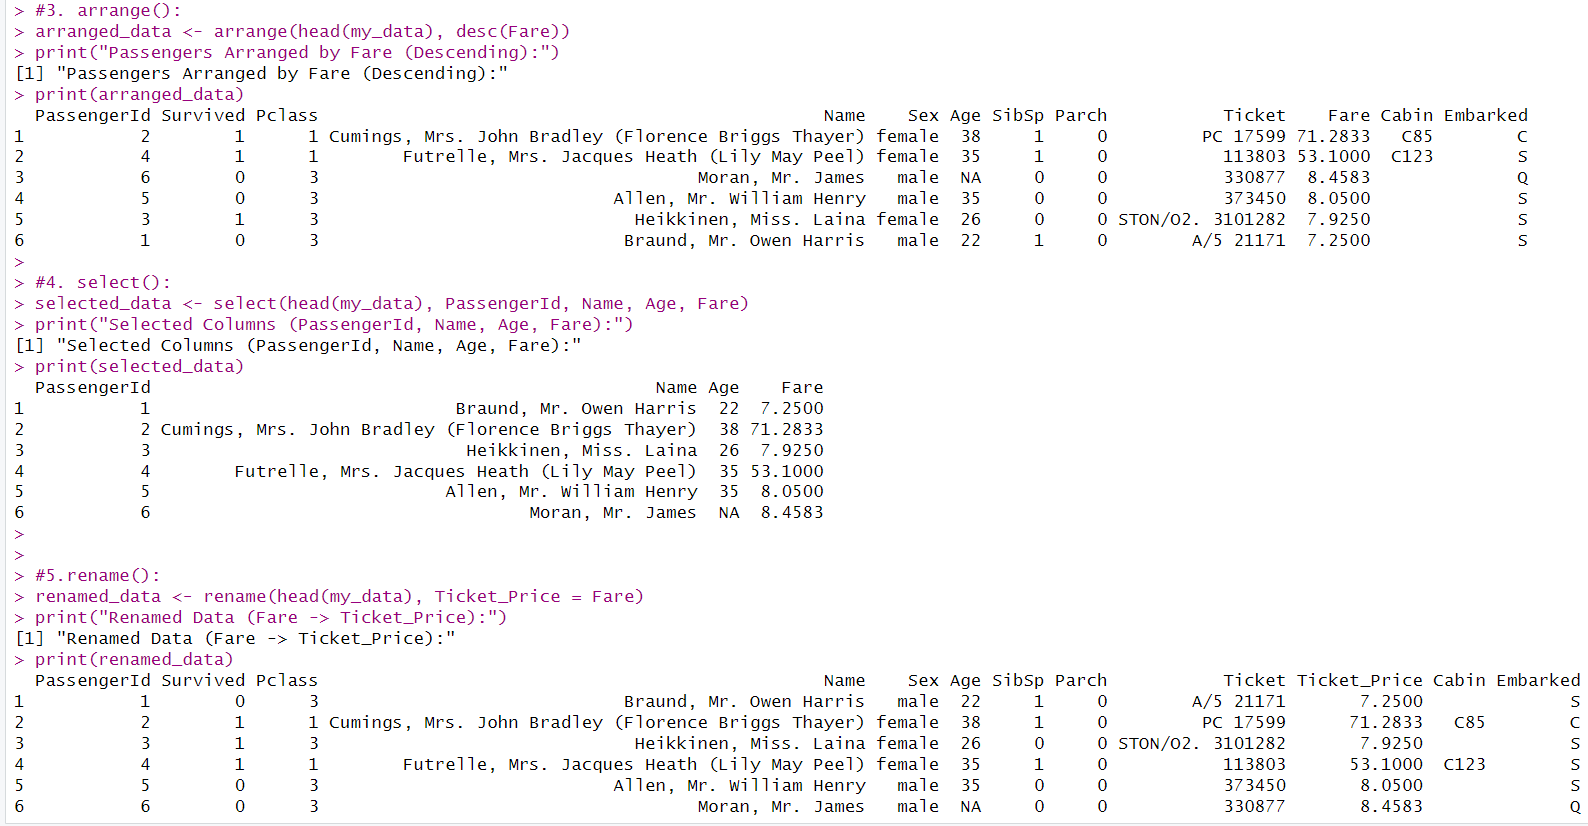 > #3. arrange():
> arranged_data <- arrange(head(my_data), desc(Fare))
> print("Passengers Arranged by Fare (Descending):")
[1] "Passengers Arranged by Fare (Descending):"
> print(arranged_data)
  PassengerId Survived Pclass                                                Name    Sex Age SibSp Parch           Ticket    Fare Cabin Embarked
1           2        1      1 Cumings, Mrs. John Bradley (Florence Briggs Thayer) female  38     1     0         PC 17599 71.2833   C85        C
2           4        1      1        Futrelle, Mrs. Jacques Heath (Lily May Peel) female  35     1     0           113803 53.1000  C123        S
3           6        0      3                                    Moran, Mr. James   male  NA     0     0           330877  8.4583              Q
4           5        0      3                            Allen, Mr. William Henry   male  35     0     0           373450  8.0500              S
5           3        1      3                              Heikkinen, Miss. Laina female  26     0     0 STON/O2. 3101282  7.9250              S
6           1        0      3                             Braund, Mr. Owen Harris   male  22     1     0        A/5 21171  7.2500              S
>
> #4. select():
> selected_data <- select(head(my_data), PassengerId, Name, Age, Fare)
> print("Selected Columns (PassengerId, Name, Age, Fare):")
[1] "Selected Columns (PassengerId, Name, Age, Fare):"
> print(selected_data)
  PassengerId                                                Name Age    Fare
1           1                             Braund, Mr. Owen Harris  22  7.2500
2           2 Cumings, Mrs. John Bradley (Florence Briggs Thayer)  38 71.2833
3           3                              Heikkinen, Miss. Laina  26  7.9250
4           4        Futrelle, Mrs. Jacques Heath (Lily May Peel)  35 53.1000
5           5                            Allen, Mr. William Henry  35  8.0500
6           6                                    Moran, Mr. James  NA  8.4583
>
>
> #5.rename():
> renamed_data <- rename(head(my_data), Ticket_Price = Fare)
> print("Renamed Data (Fare -> Ticket_Price):")
[1] "Renamed Data (Fare -> Ticket_Price):"
> print(renamed_data)
  PassengerId Survived Pclass                                                Name    Sex Age SibSp Parch           Ticket Ticket_Price Cabin Embarked
1           1        0      3                             Braund, Mr. Owen Harris   male  22     1     0        A/5 21171       7.2500              S
2           2        1      1 Cumings, Mrs. John Bradley (Florence Briggs Thayer) female  38     1     0         PC 17599      71.2833   C85        C
3           3        1      3                              Heikkinen, Miss. Laina female  26     0     0 STON/O2. 3101282       7.9250              S
4           4        1      1        Futrelle, Mrs. Jacques Heath (Lily May Peel) female  35     1     0           113803      53.1000  C123        S
5           5        0      3                            Allen, Mr. William Henry   male  35     0     0           373450       8.0500              S
6           6        0      3                                    Moran, Mr. James   male  NA     0     0           330877       8.4583              Q